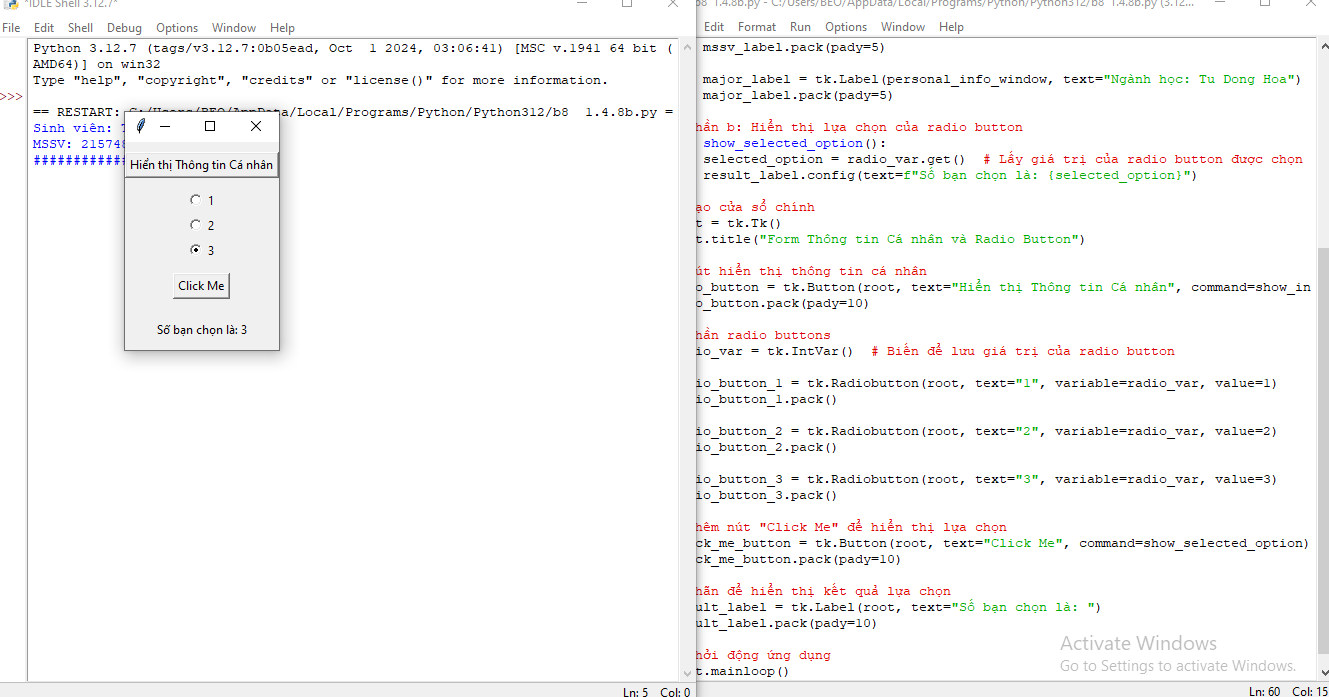 *IDLE Shell 3.12.7*
File Edit Shell Debug Options Window Help
Python 3.12.7 (tags/v3.12.7:0b05ead, Oct  1 2024, 03:06:41) [MSC v.1941 64 bit (
AMD64)] on win32
Type "help", "copyright", "credits" or "license()" for more information.
>>>
== RESTART: C:/Users/BEO/AppData/Local/Programs/Python/Python312/b8  1.4.8b.py =
Sinh viên:
MSSV: 215748
############
Hiển thị Thông tin Cá nhân
1
2
3
Click Me
Số bạn chọn là: 3
Ln: 5 Col: 0
b8 1.4.8b.py - C:/Users/BEO/AppData/Local/Programs/Python/Python312/b8 1.4.8b.py (3.12...
Edit Format Run Options Window Help
mssv_label.pack(pady=5)
major_label = tk.Label(personal_info_window, text="Ngành học: Tu Dong Hoa")
major_label.pack(pady=5)
hần b: Hiển thị lựa chọn của radio button
show_selected_option():
selected_option = radio_var.get()  # Lấy giá trị của radio button được chọn
result_label.config(text=f"Số bạn chọn là: {selected_option}")
ạo cửa sổ chính
t = tk.Tk()
t.title("Form Thông tin Cá nhân và Radio Button")
út hiển thị thông tin cá nhân
o_button = tk.Button(root, text="Hiển thị Thông tin Cá nhân", command=show_in
o_button.pack(pady=10)
hần radio buttons
io_var = tk.IntVar()  # Biến để lưu giá trị của radio button
io_button_1 = tk.Radiobutton(root, text="1", variable=radio_var, value=1)
io_button_1.pack()
io_button_2 = tk.Radiobutton(root, text="2", variable=radio_var, value=2)
io_button_2.pack()
io_button_3 = tk.Radiobutton(root, text="3", variable=radio_var, value=3)
io_button_3.pack()
hêm nút "Click Me" để hiển thị lựa chọn
ck_me_button = tk.Button(root, text="Click Me", command=show_selected_option)
ck_me_button.pack(pady=10)
hãn để hiển thị kết quả lựa chọn
ult_label = tk.Label(root, text="Số bạn chọn là: ")
ult_label.pack(pady=10)
hởi động ứng dụng
t.mainloop()
Activate Windows
Go to Settings to activate Windows.
Ln: 60 Col: 15